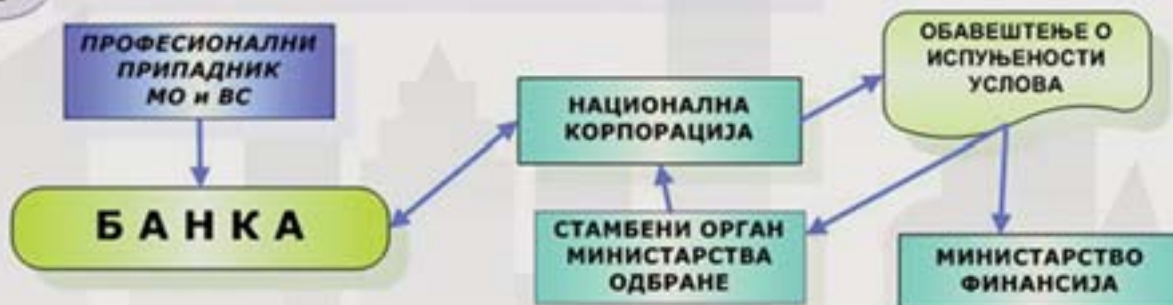 ПРОФЕСИОНАЛНИ
ПРИПАДНИК
МО и ВС
БАНКА
НАЦИОНАЛНА
КОРПОРАЦИЈА
ОБАВЕШТЕЊЕ О
ИСПУЊЕНОСТИ
УСЛОВА
СТАМБЕНИ ОРГАН
МИНИСТАРСТВА
ОДБРАНЕ
МИНИСТАРСТВО
ФИНАНСИЈА